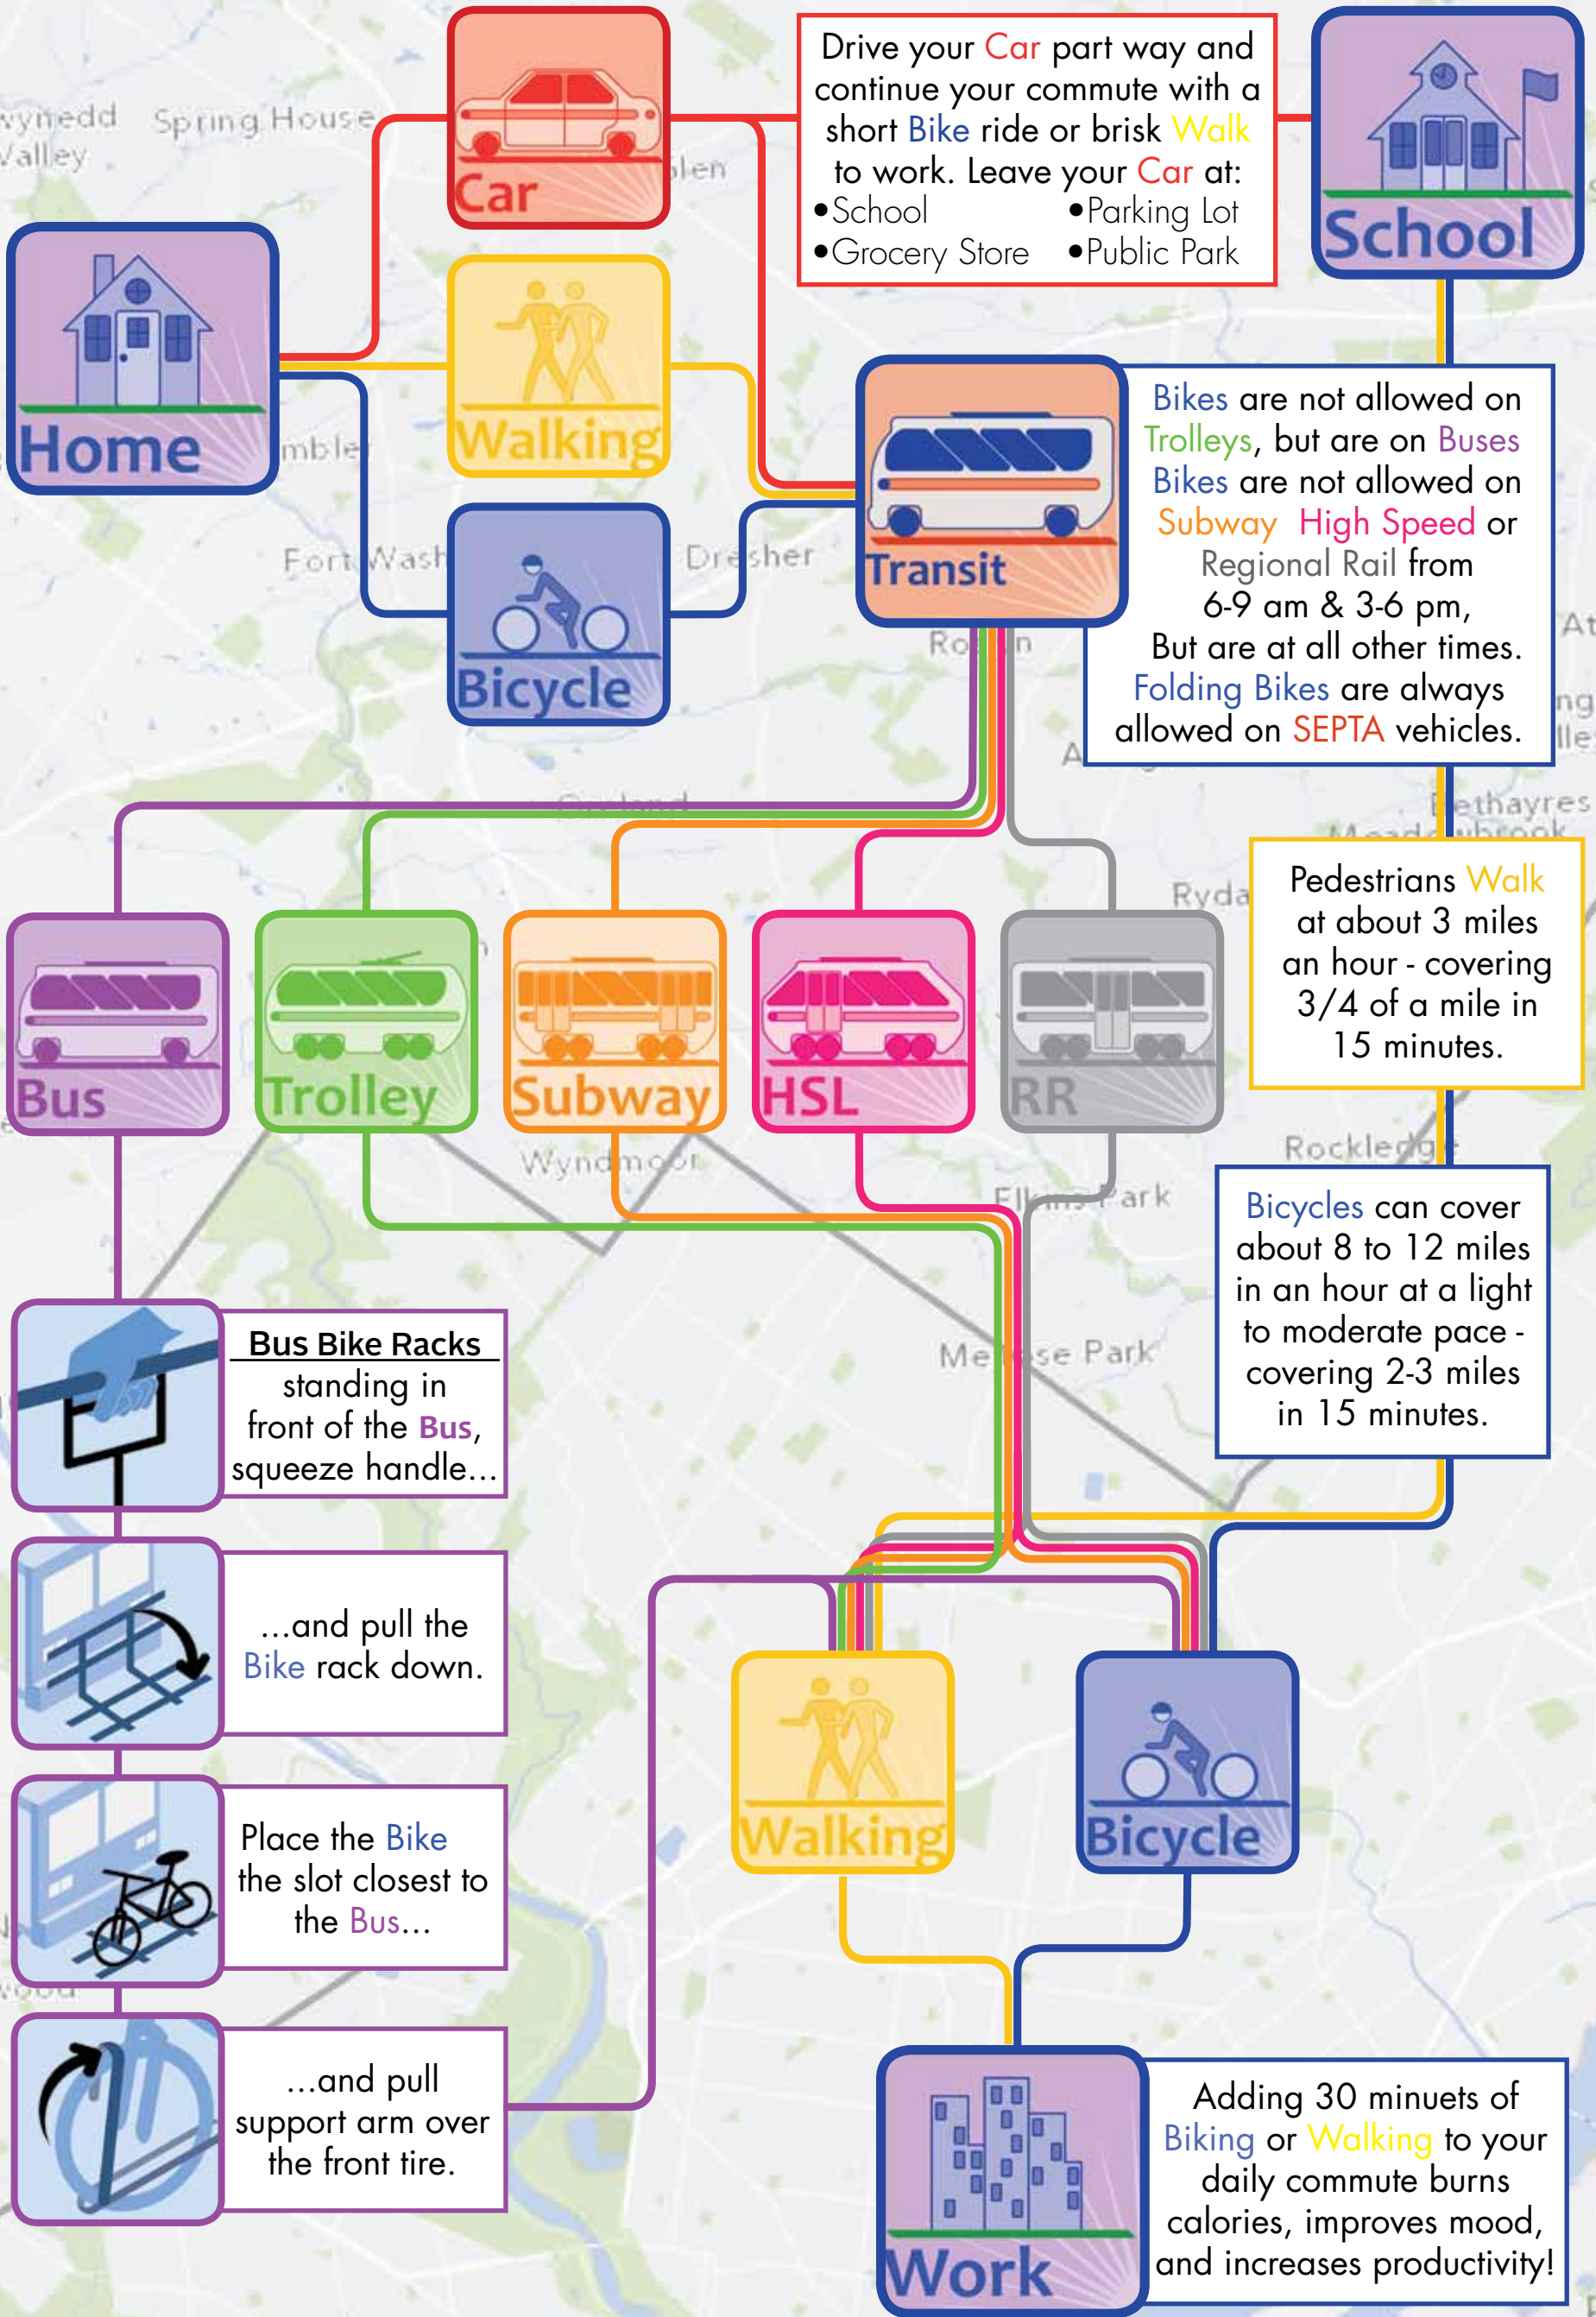 Car
Drive your Car part way and
continue your commute with a
short Bike ride or brisk Walk
to work. Leave your Car at:
•School •Parking Lot
•Grocery Store •Public Park
School
Spring House
Valley
Home
Walking
Bicycle
Dresher
Transit
Bikes are not allowed on
Trolleys, but are on Buses
Bikes are not allowed on
Subway High Speed or
Regional Rail from
6-9 am & 3-6 pm,
But are at all other times.
Folding Bikes are always
allowed on SEPTA vehicles.
Pedestrians Walk
at about 3 miles
an hour - covering
3/4 of a mile in
15 minutes.
Bus
Trolley
Subway
HSL
RR
Wyndmoor
Elkins Park
Rockledge
Bicycles can cover
about 8 to 12 miles
in an hour at a light
to moderate pace -
covering 2-3 miles
in 15 minutes.
Bus Bike Racks
standing in
front of the Bus,
squeeze handle...
Melrose Park
...and pull the
Bike rack down.
Place the Bike
the slot closest to
the Bus...
...and pull
support arm over
the front tire.
Walking
Bicycle
Work
Adding 30 minuets of
Biking or Walking to your
daily commute burns
calories, improves mood,
and increases productivity!